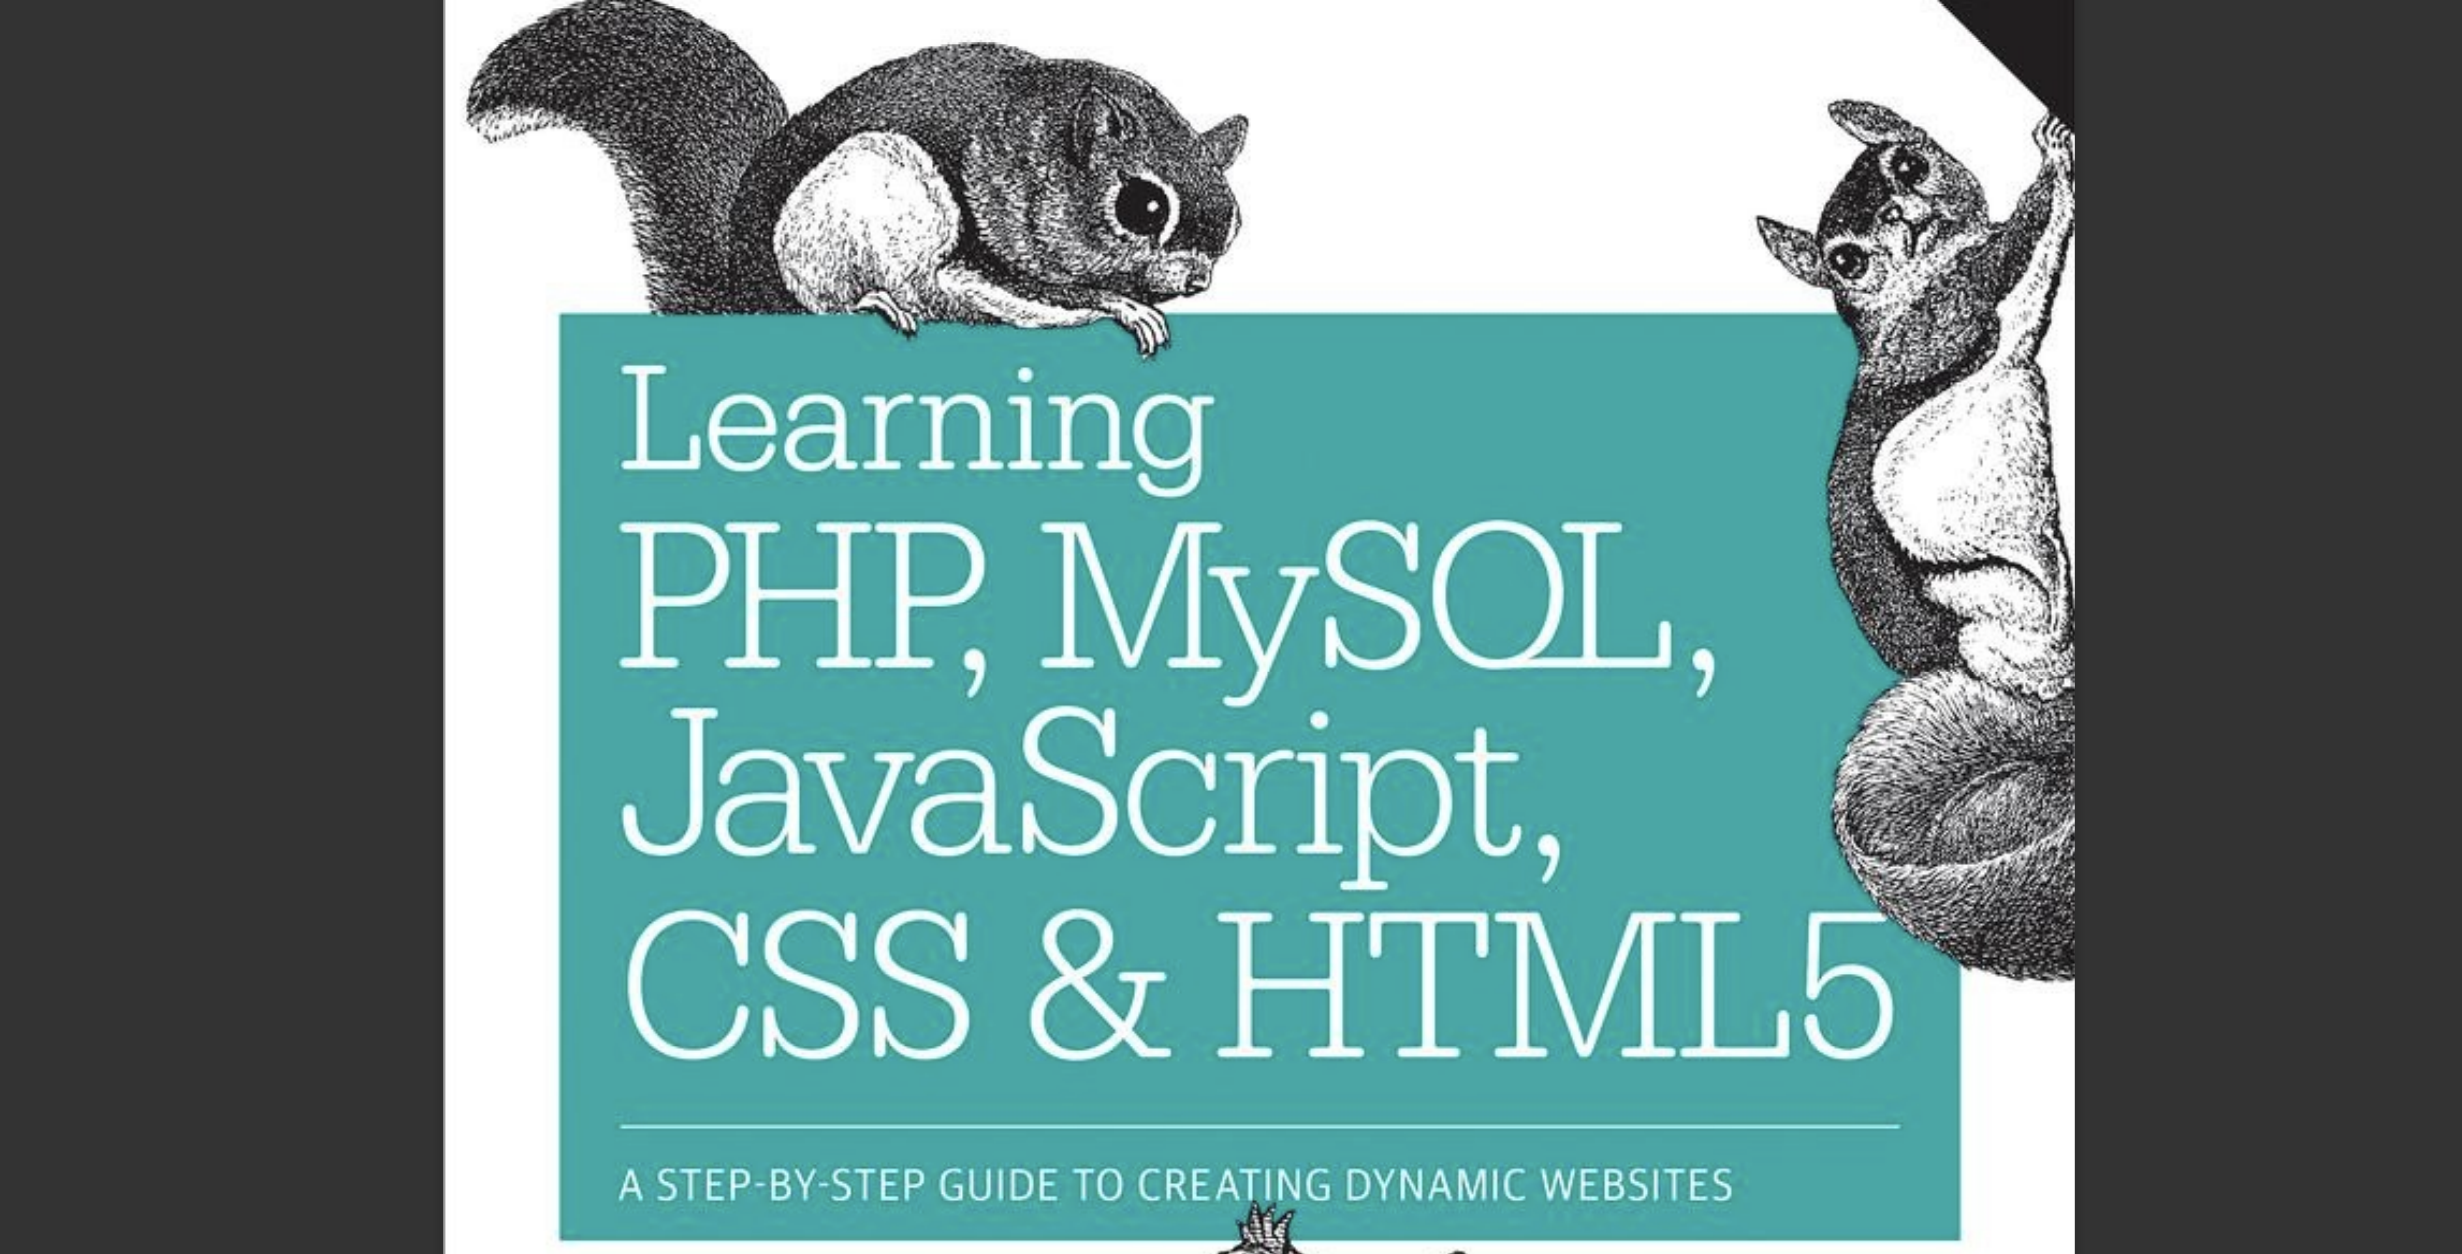 Learning
PHP, MySQL,
JavaScript,
CSS & HTML5
A STEP-BY-STEP GUIDE TO CREATING DYNAMIC WEBSITES